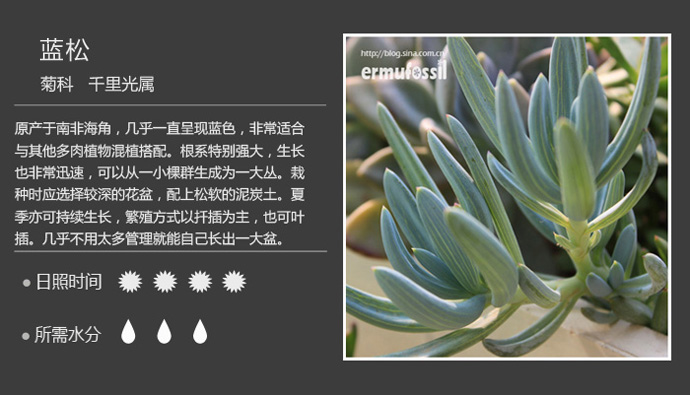 蓝松
菊科 千里光属
原产于南非海角，几乎一直呈现蓝色，非常适合
与其他多肉植物混植搭配。根系特别强大，生长
也非常迅速，可以从一小棵群生成为一大丛。栽
种时应选择较深的花盆，配上松软的泥炭土。夏
季亦可持续生长，繁殖方式以扦插为主，也可叶
插。几乎不用太多管理就能自己长出一大盆。
日照时间
所需水分
http://blog.sina.com.cn/
ermufossil